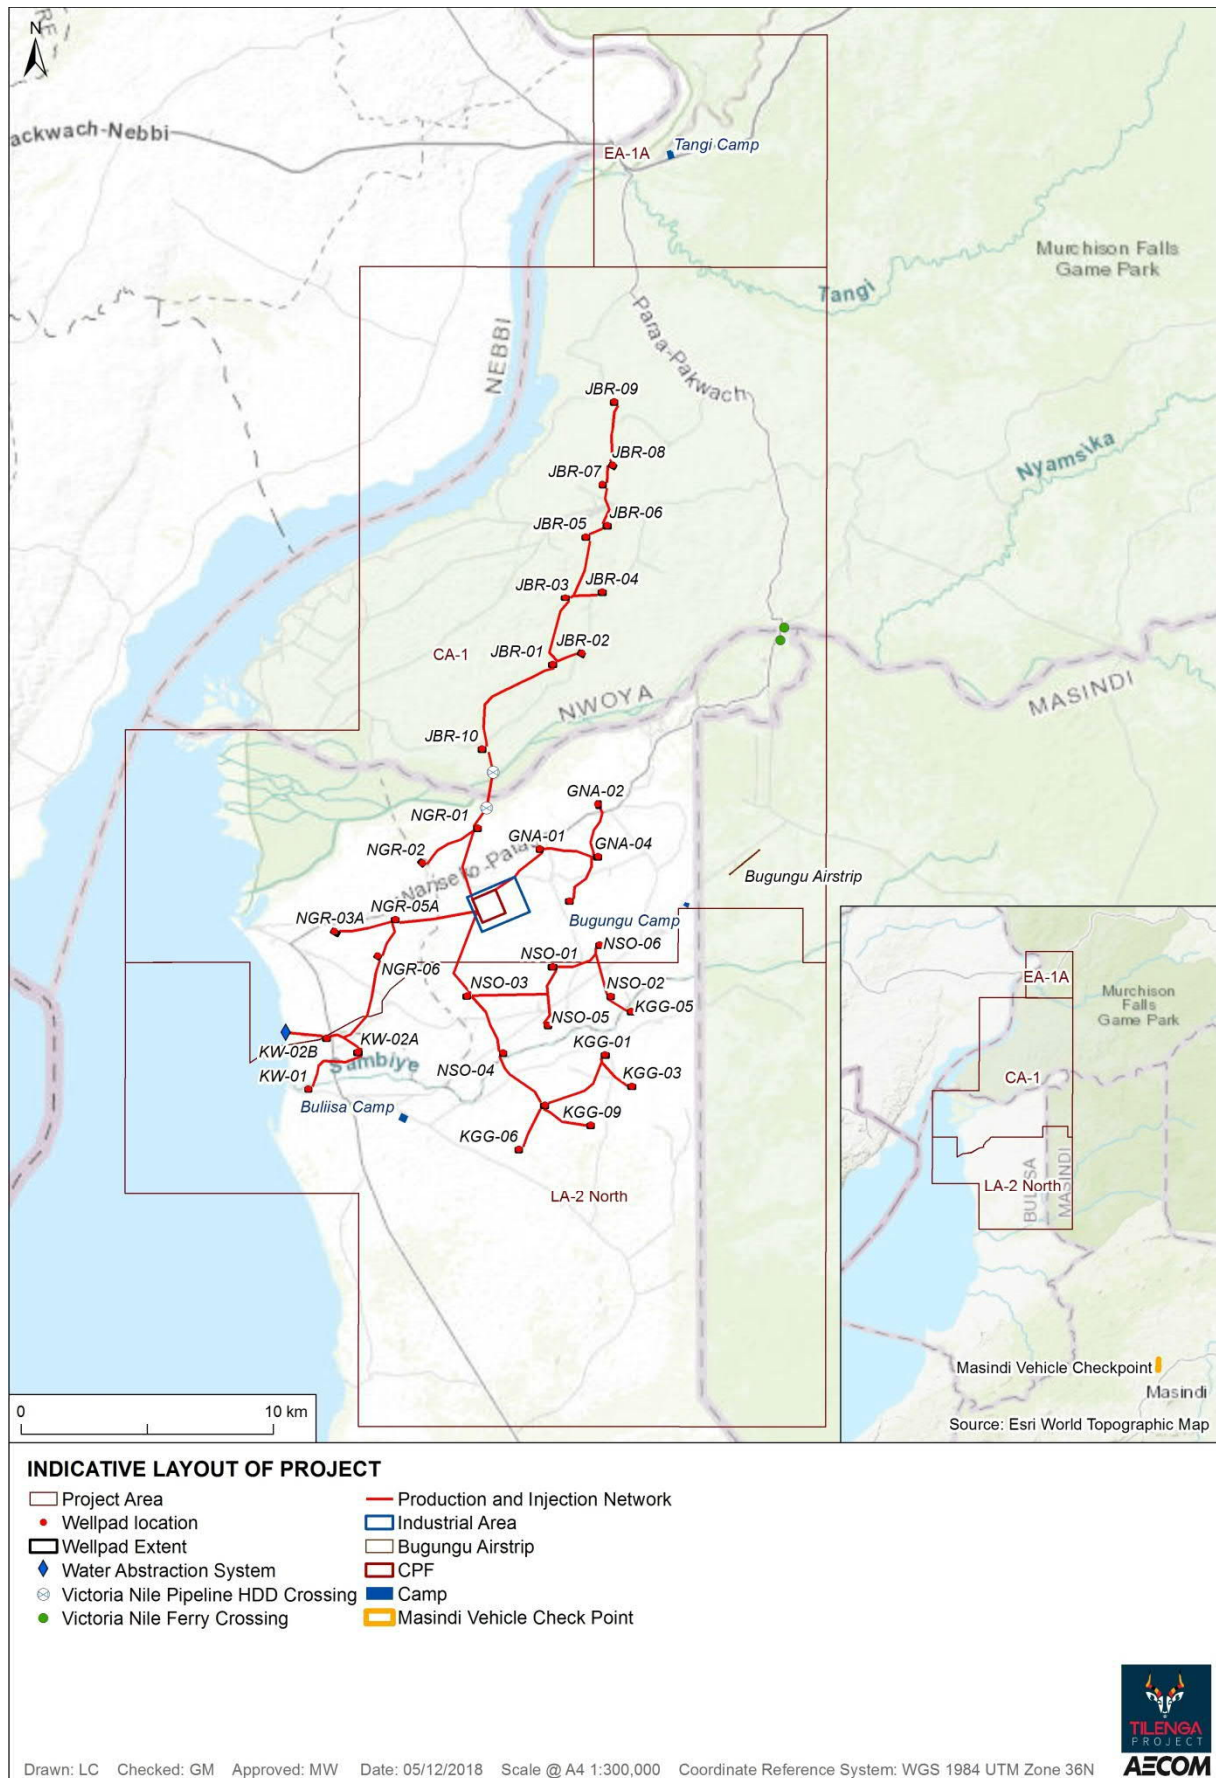 N
ackwach-Nebbi
EA-1A
Tangi Camp
Murchison Falls
Game Park
Tangi
NEBBI
Paraa-Pakwach
JBR-09
JBR-08
JBR-07
Nyamsika
JBR-06
JBR-05
JBR-04
JBR-03
JBR-02
JBR-01
CA-1
NWOYA
MASINDI
JBR-10
GNA-02
NGR-01
GNA-01
GNA-04
NGR-02
Bugungu Airstrip
NGR-05A
NGR-03A
Bugungu Camp
NSO-06
NSO-01
NGR-06
NSO-03
NSO-02
KGG-05
NSO-05
KW-02A
KW-02B
KGG-01
Sambiye
NSO-04
KW-01
KGG-03
Buliisa Camp
KGG-09
KGG-06
LA-2 North
EA-1A
Murchison
Falls
Game Park
CA-1
LA-2 North
MASINDI
Masindi Vehicle Checkpoint
Masindi
Source: Esri World Topographic Map
0 10 km
INDICATIVE LAYOUT OF PROJECT
Project Area
Wellpad location
Wellpad Extent
Water Abstraction System
Victoria Nile Pipeline HDD Crossing
Victoria Nile Ferry Crossing
Production and Injection Network
Industrial Area
Bugungu Airstrip
CPF
Camp
Masindi Vehicle Check Point
TILENGA
PROJECT
AECOM
Drawn: LC Checked: GM Approved: MW Date: 05/12/2018 Scale @ A4 1:300,000 Coordinate Reference System: WGS 1984 UTM Zone 36N